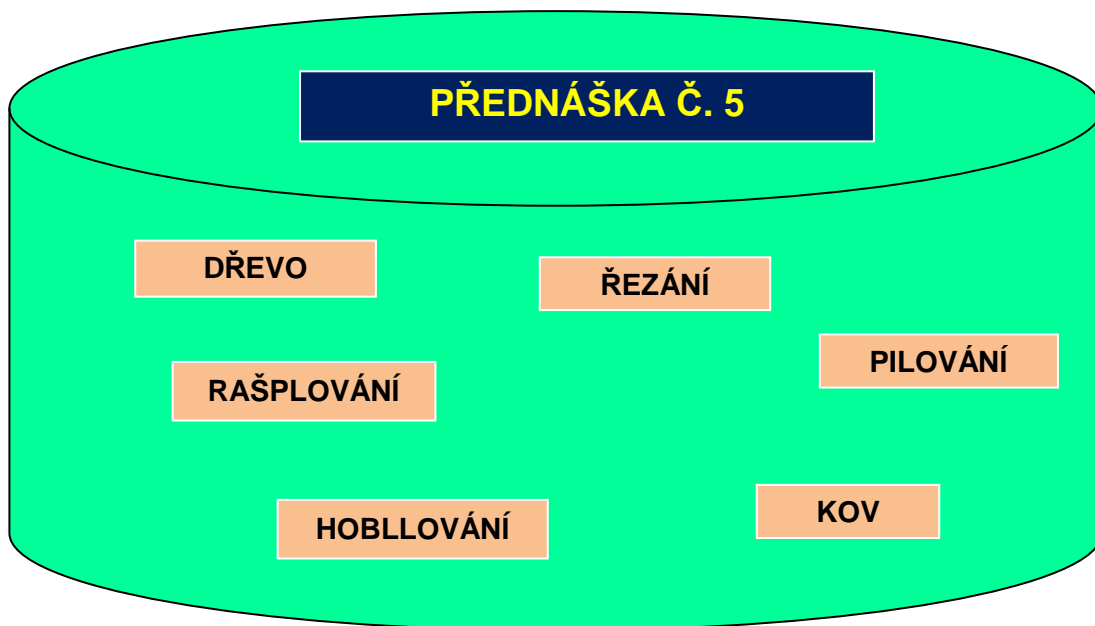 PŘEDNÁŠKA Č. 5
DŘEVO
ŘEZÁNÍ
PILOVÁNÍ
RAŠPLOVÁNÍ
KOV
HOBLLOVÁNÍ